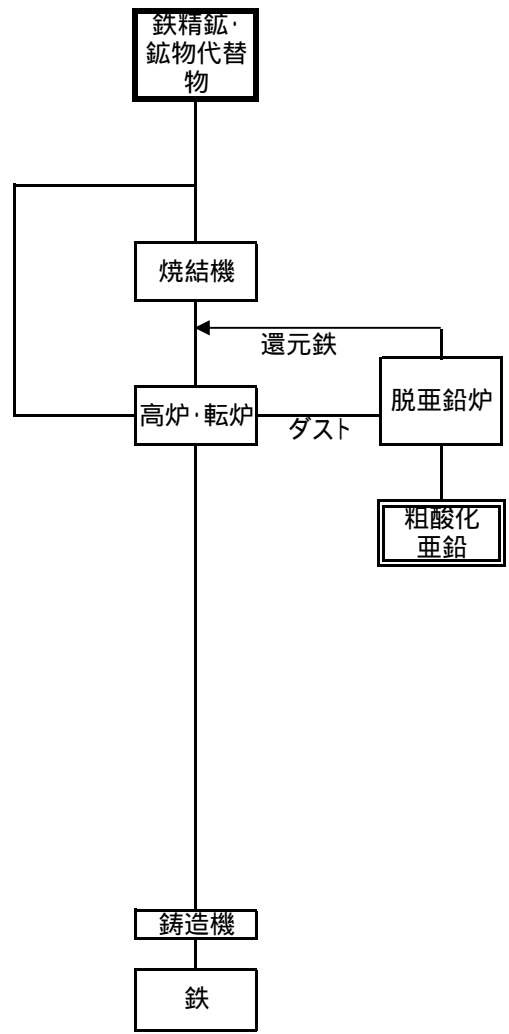 鉄精鉱･
鉱物代替
物
焼結機
還元鉄
高炉･転炉
ダスト
脱亜鉛炉
粗酸化
亜鉛
鋳造機
鉄